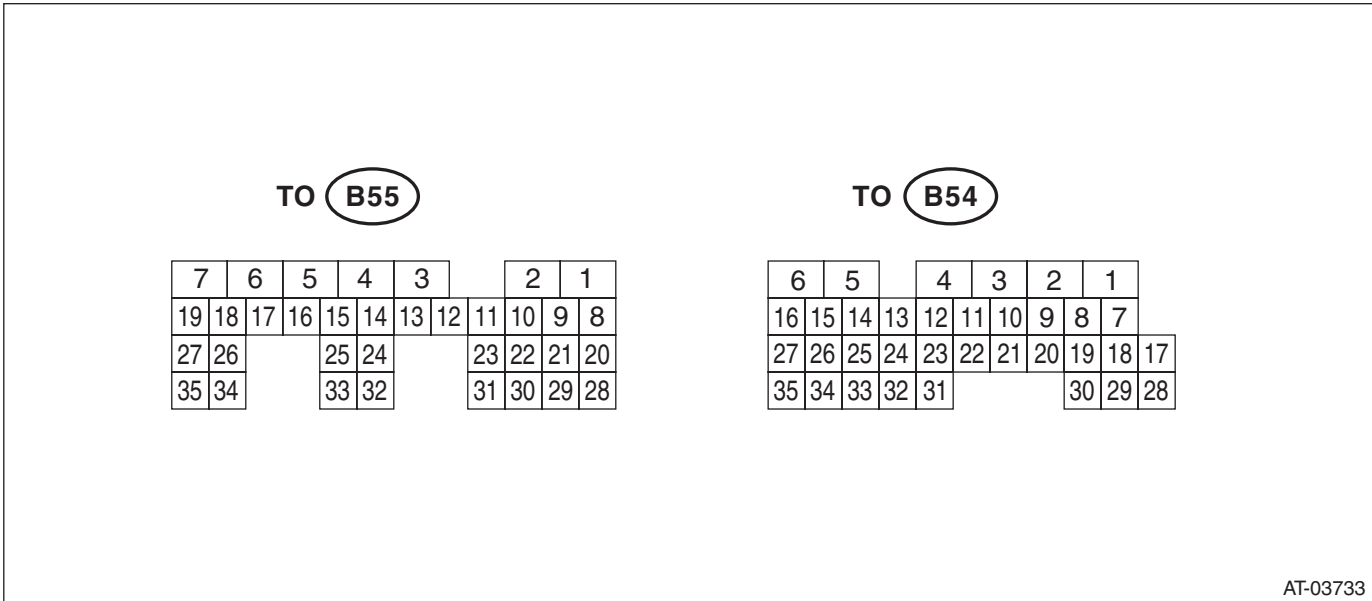 TO B55
7 6 5 4 3 2 1
19 18 17 16 15 14 13 12 11 10 9 8
27 26 25 24 23 22 21 20
35 34 33 32 31 30 29 28
TO B54
6 5 4 3 2 1
16 15 14 13 12 11 10 9 8 7
27 26 25 24 23 22 21 20 19 18 17
35 34 33 32 31 30 29 28
AT-03733